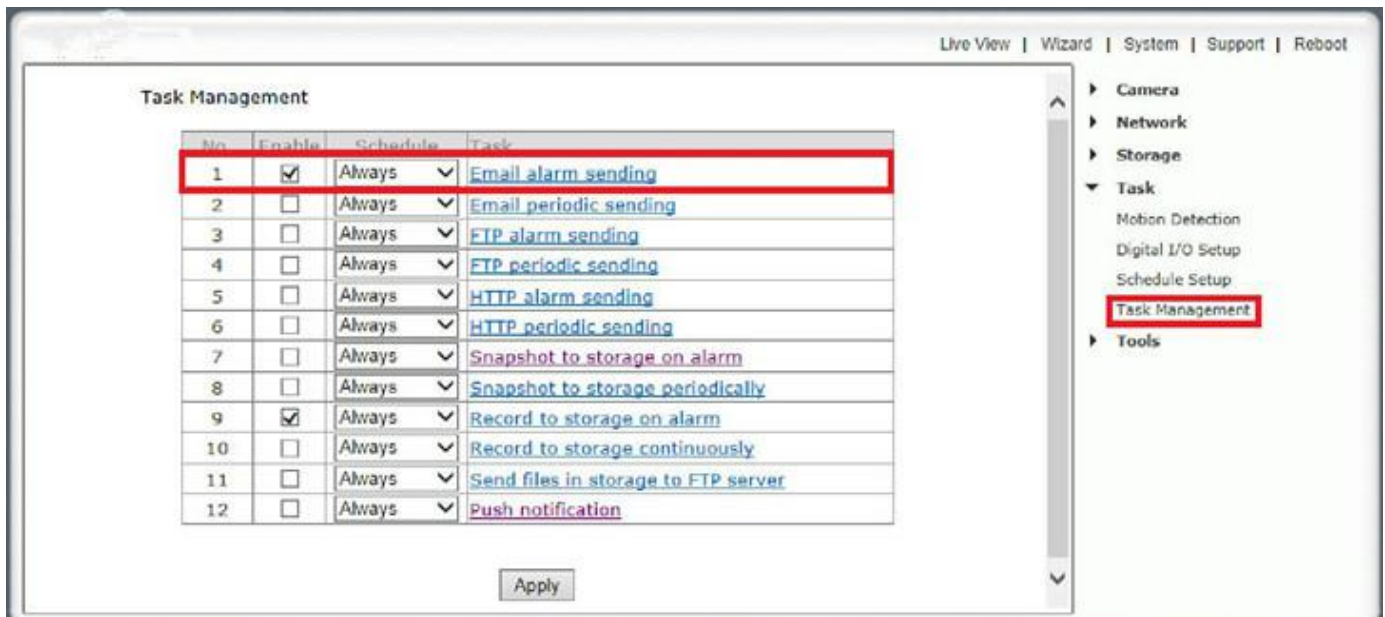 Live View | Wizard | System | Support | Reboot
Task Management
No. Enable Schedule Task
1 Always Email alarm sending
2 Always Email periodic sending
3 Always FTP alarm sending
4 Always FTP periodic sending
5 Always HTTP alarm sending
6 Always HTTP periodic sending
7 Always Snapshot to storage on alarm
8 Always Snapshot to storage periodically
9 Always Record to storage on alarm
10 Always Record to storage continuously
11 Always Send files in storage to FTP server
12 Always Push notification
Apply
Camera
Network
Storage
Task
Motion Detection
Digital I/O Setup
Schedule Setup
Task Management
Tools